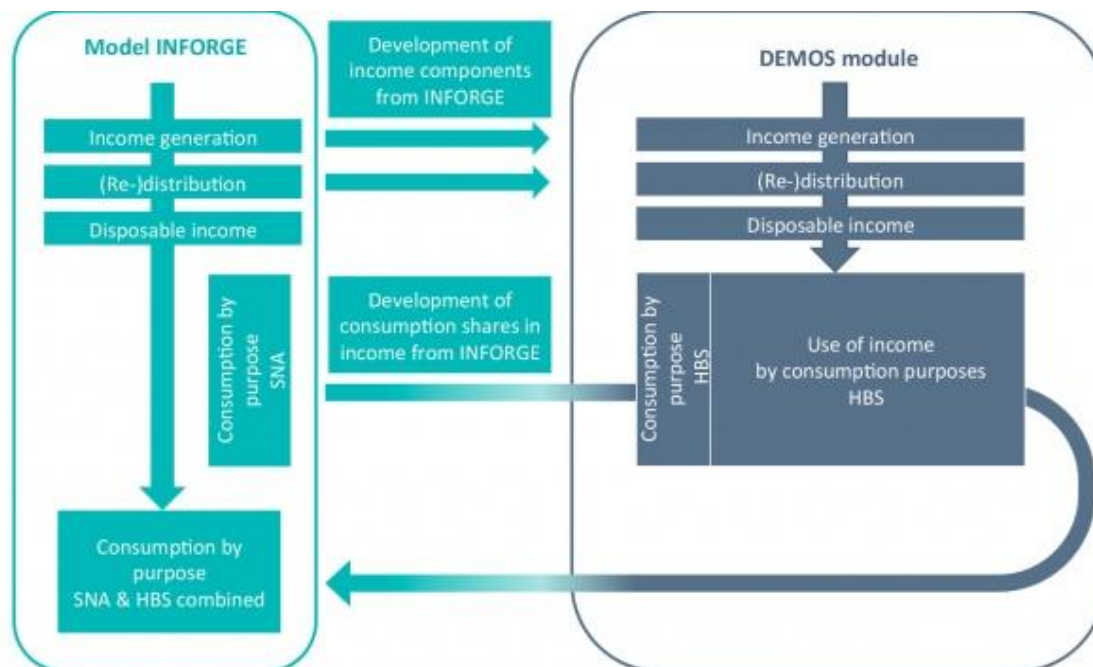 Model INFORGE
Income generation
(Re-)distribution
Disposable income
Consumption by
purpose
SNA
Consumption by
purpose
SNA & HBS combined
Development of
income components
from INFORGE
Development of
consumption shares in
income from INFORGE
DEMOS module
Income generation
(Re-)distribution
Disposable income
Consumption by
purpose
HBS
Use of income
by consumption purposes
HBS